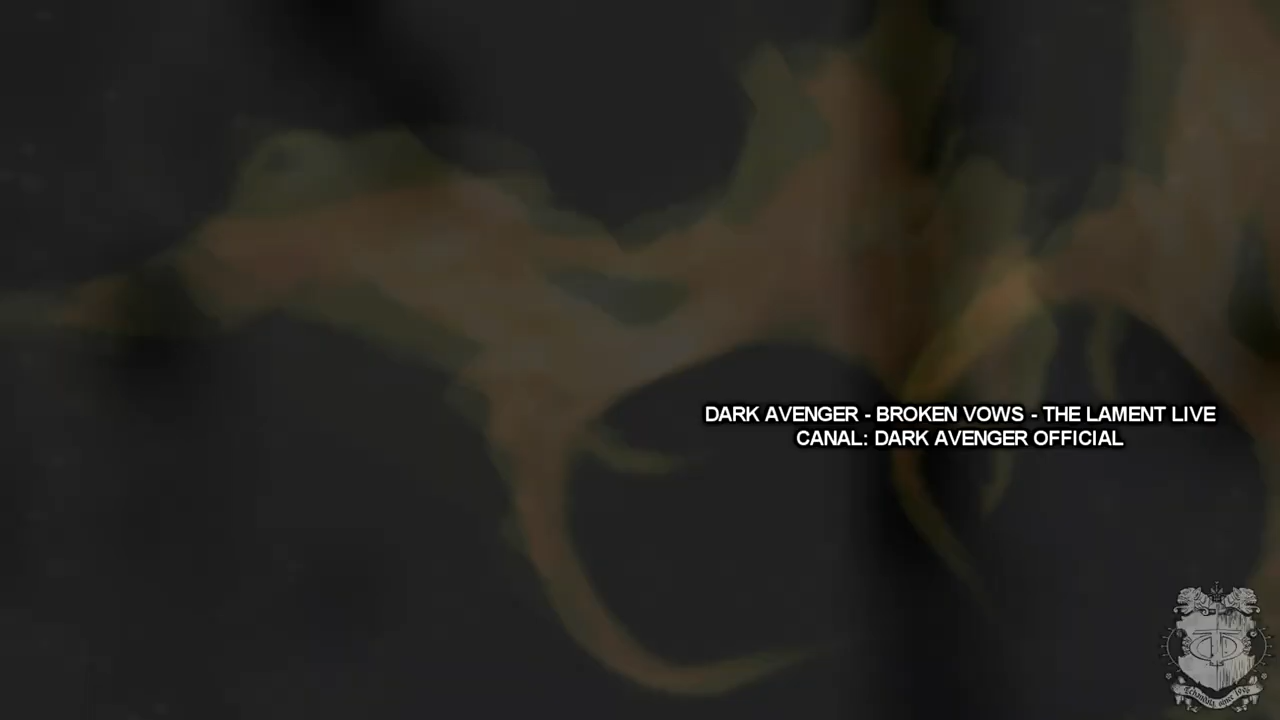 DARK AVENGER - BROKEN VOWS - THE LAMENT LIVE
CANAL: DARK AVENGER OFFICIAL